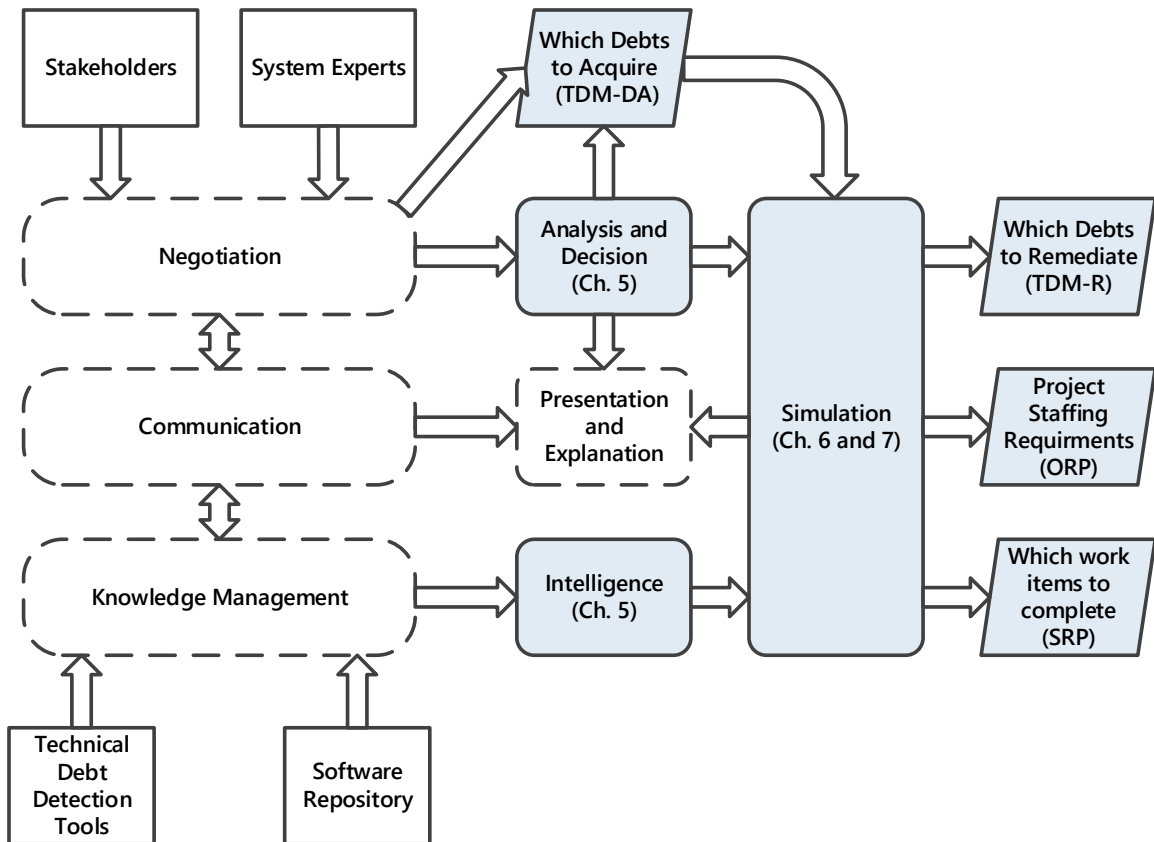 Stakeholders
System Experts
Which Debts
to Acquire
(TDM-DA)
Negotiation
Analysis and
Decision
(Ch. 5)
Which Debts
to Remediate
(TDM-R)
Communication
Presentation
and
Explanation
Simulation
(Ch. 6 and 7)
Project
Staffing
Requirments
(ORP)
Knowledge Management
Intelligence
(Ch. 5)
Which work
items to
complete
(SRP)
Technical
Debt
Detection
Tools
Software
Repository